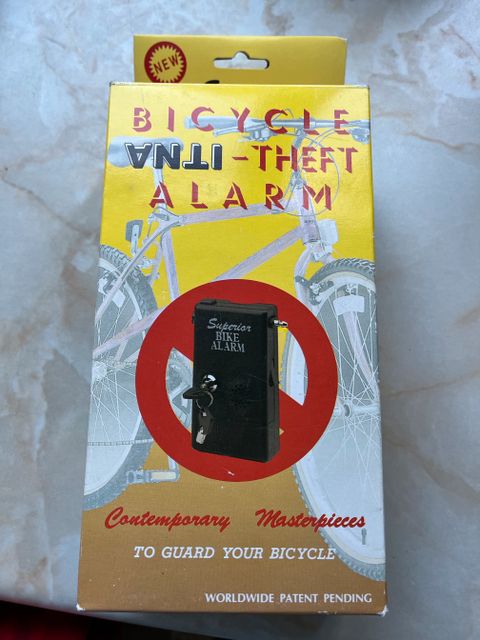 NEW
BICYCLE
ANTI-THEFT
ALARM
Superior
BIKE
ALARM
Contemporary Masterpieces
TO GUARD YOUR BICYCLE
WORLDWIDE PATENT PENDING